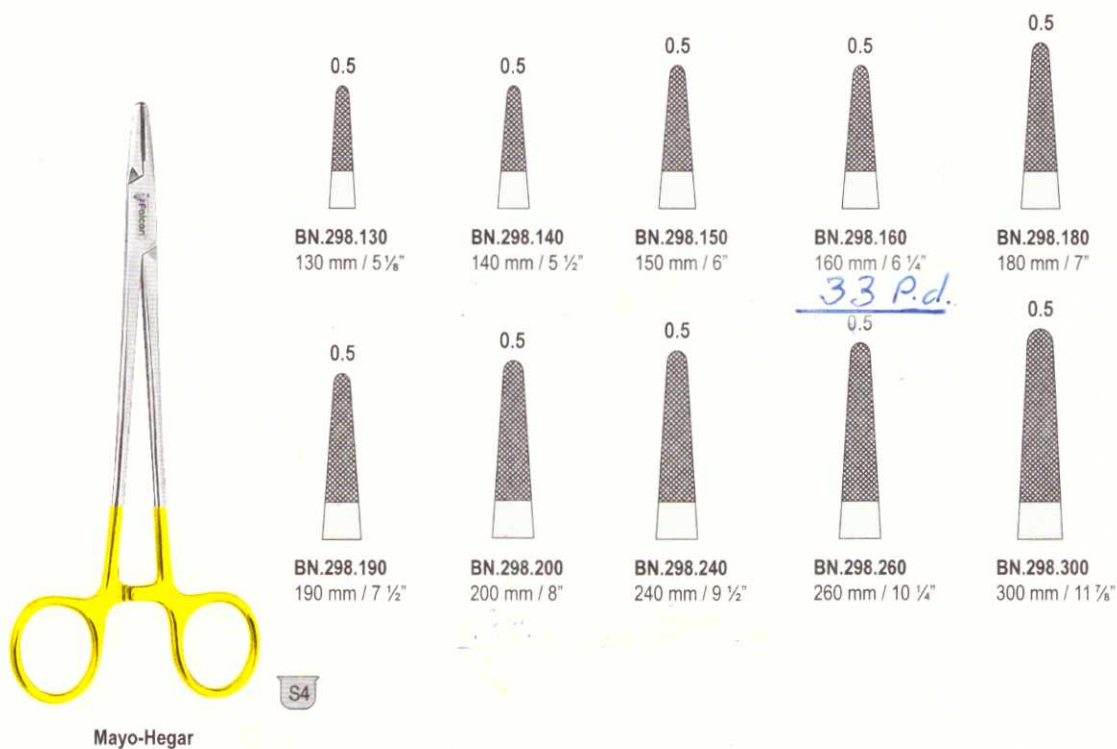 0.5
0.5
0.5
0.5
0.5
BN.298.130
130 mm / 5 ⅛"
BN.298.140
140 mm / 5 ½"
BN.298.150
150 mm / 6"
BN.298.160
160 mm / 6 ¼"
BN.298.180
180 mm / 7"
33 P.d.
0.5
0.5
0.5
0.5
0.5
BN.298.190
190 mm / 7 ½"
BN.298.200
200 mm / 8"
BN.298.240
240 mm / 9 ½"
BN.298.260
260 mm / 10 ¼"
BN.298.300
300 mm / 11 ⅞"
Falcon
S4
Mayo-Hegar